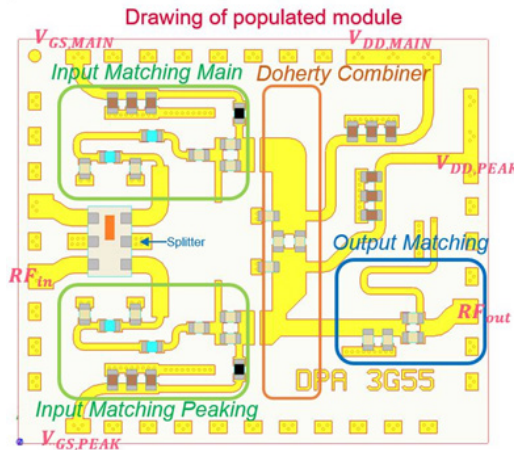 Drawing of populated module
V_GS,MAIN
V_DD,MAIN
Input Matching Main
Doherty Combiner
V_DD,PEAK
Splitter
Output Matching
RF_in
RF_out
DPA 3G55
Input Matching Peaking
V_GS,PEAK